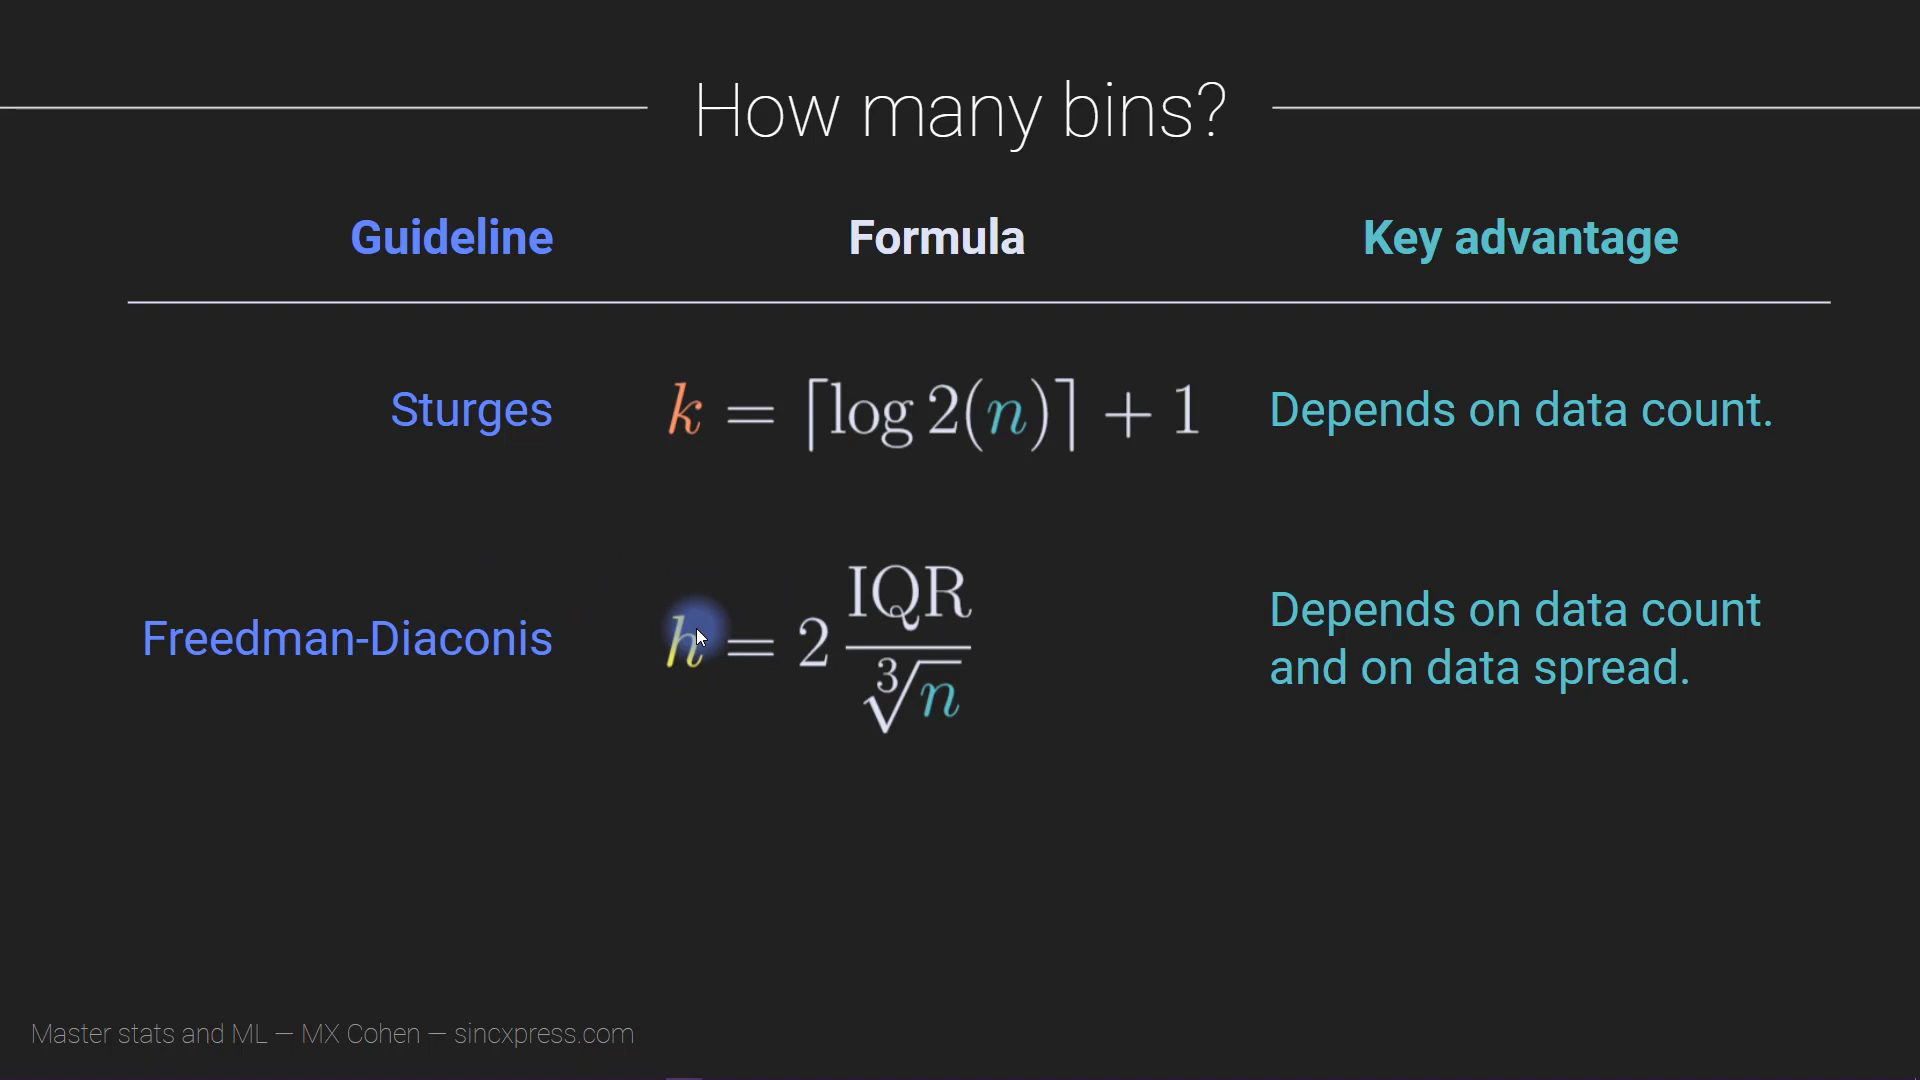 How many bins?
Guideline Formula Key advantage
Sturges k = ⌈log 2(n)⌉ + 1 Depends on data count.
Freedman-Diaconis h = 2 IQR / ∛n Depends on data count
and on data spread.
Master stats and ML — MX Cohen — sincxpress.com